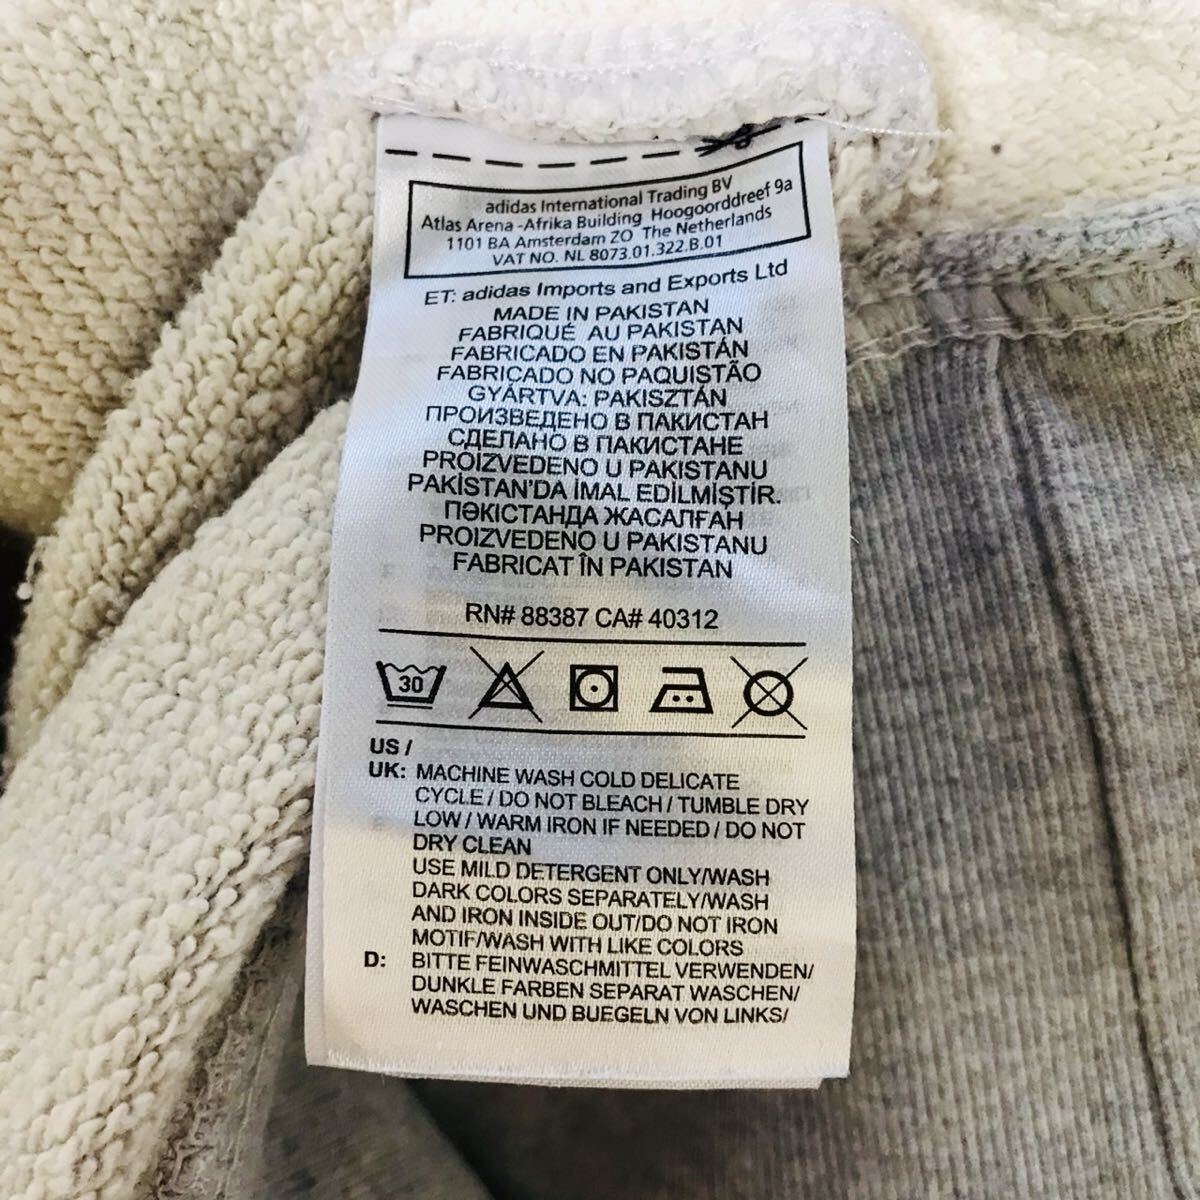 adidas International Trading BV
Atlas Arena -Afrika Building Hoogoorddreef 9a
1101 BA Amsterdam ZO The Netherlands
VAT NO. NL 8073.01.322.B.01
ET: adidas Imports and Exports Ltd
MADE IN PAKISTAN
FABRIQUÉ AU PAKISTAN
FABRICADO EN PAKISTÁN
FABRICADO NO PAQUISTÃO
GYÁRTVA: PAKISZTÁN
ПРОИЗВЕДЕНО В ПАКИСТАН
СДЕЛАНО В ПАКИСТАНЕ
PROIZVEDENO U PAKISTANU
PAKİSTAN'DA İMAL EDİLMİŞTİR.
ПӘКІСТАНДА ЖАСАЛҒАН
PROIZVEDENO U PAKISTANU
FABRICAT ÎN PAKISTAN
RN# 88387 CA# 40312
30
US /
UK: MACHINE WASH COLD DELICATE
CYCLE / DO NOT BLEACH / TUMBLE DRY
LOW / WARM IRON IF NEEDED / DO NOT
DRY CLEAN
USE MILD DETERGENT ONLY/WASH
DARK COLORS SEPARATELY/WASH
AND IRON INSIDE OUT/DO NOT IRON
MOTIF/WASH WITH LIKE COLORS
D: BITTE FEINWASCHMITTEL VERWENDEN/
DUNKLE FARBEN SEPARAT WASCHEN/
WASCHEN UND BUEGELN VON LINKS/